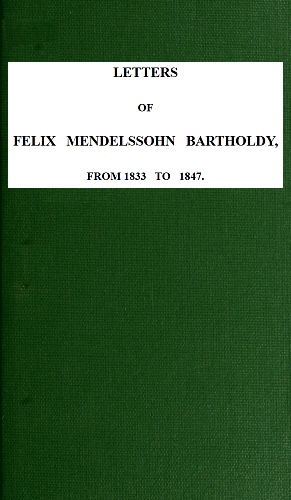 LETTERS
OF
FELIX MENDELSSOHN BARTHOLDY,
FROM 1833 TO 1847.